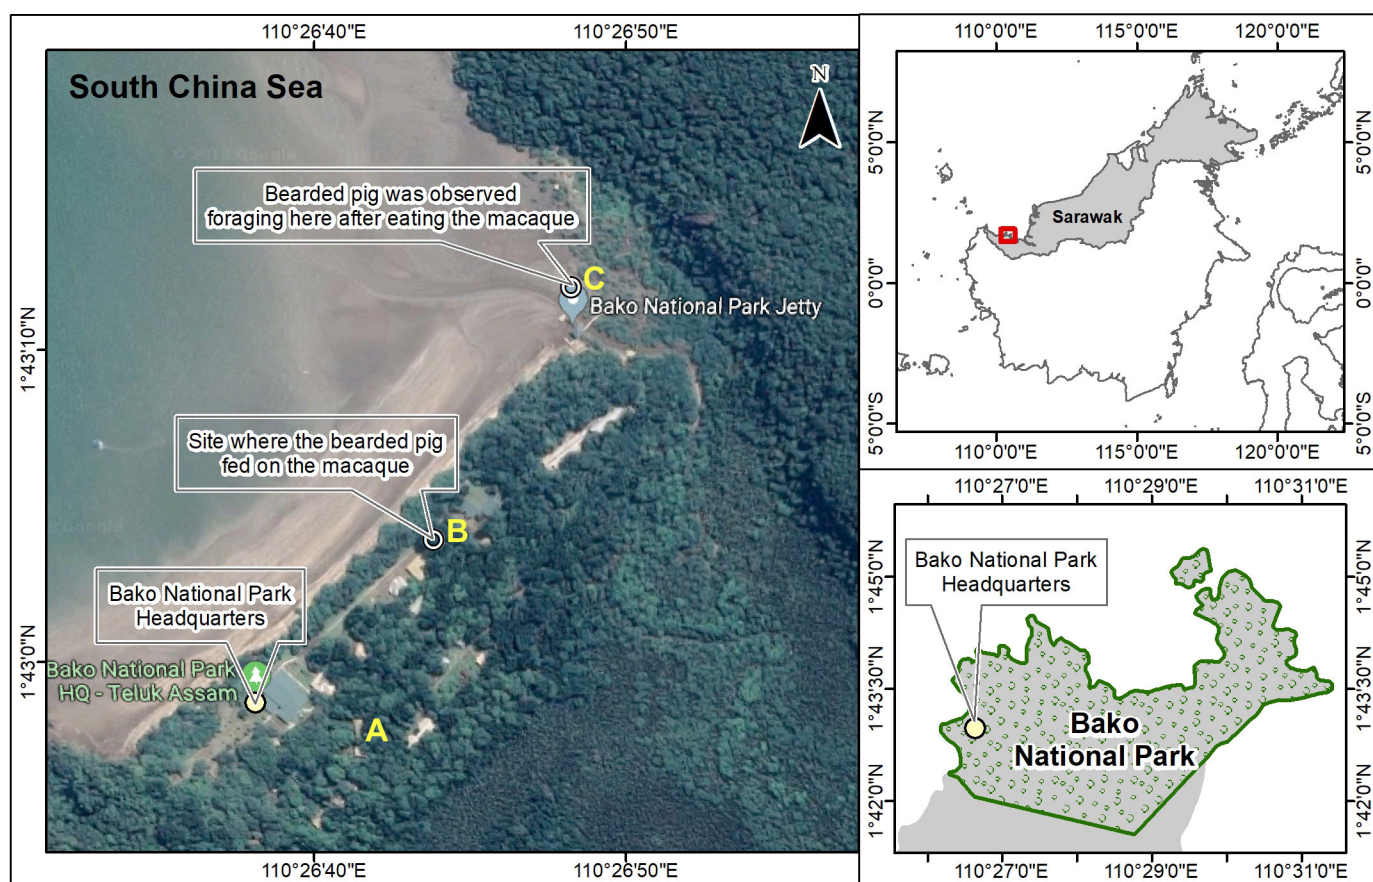 110°26'40"E
110°26'50"E
South China Sea
N
© 2018 Google
Bearded pig was observed
foraging here after eating the macaque
C
Bako National Park Jetty
1°43'10"N
Site where the bearded pig
fed on the macaque
B
Google
Bako National Park
Headquarters
1°43'0"N
Bako National Park
HQ - Teluk Assam
A
110°26'40"E
110°26'50"E
110°0'0"E
115°0'0"E
120°0'0"E
5°0'0"N
5°0'0"N
Sarawak
0°0'0"
0°0'0"
5°0'0"S
5°0'0"S
110°0'0"E
115°0'0"E
120°0'0"E
110°27'0"E
110°29'0"E
110°31'0"E
Bako National Park
Headquarters
1°45'0"N
1°45'0"N
1°43'30"N
1°43'30"N
Bako
National Park
1°42'0"N
1°42'0"N
110°27'0"E
110°29'0"E
110°31'0"E